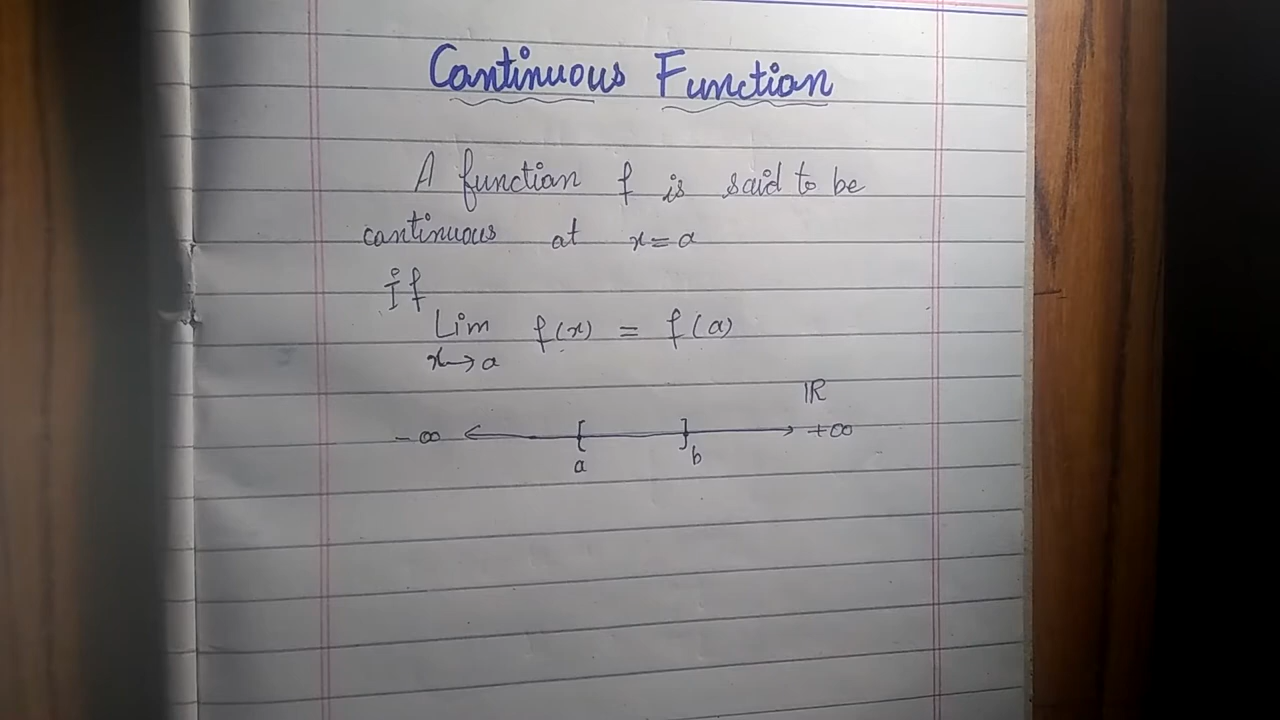 Continuous Function
A function f is said to be
continuous at x = a
If
Lim f(x) = f(a)
x→a
IR
-∞ [ ] +∞
a b